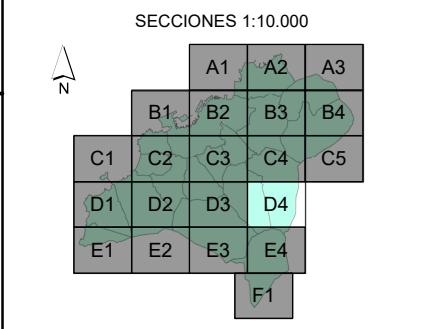 SECCIONES 1:10.000
N
A1 A2 A3
B1 B2 B3 B4
C1 C2 C3 C4 C5
D1 D2 D3 D4
E1 E2 E3 E4
F1